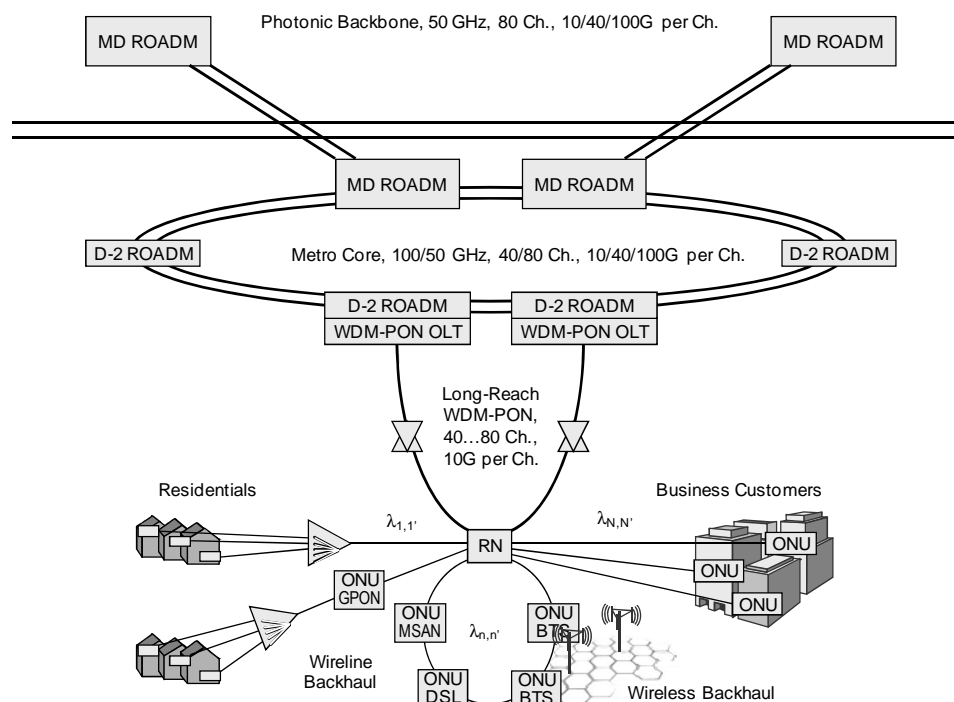 Photonic Backbone, 50 GHz, 80 Ch., 10/40/100G per Ch.
MD ROADM
MD ROADM
MD ROADM
MD ROADM
D-2 ROADM
Metro Core, 100/50 GHz, 40/80 Ch., 10/40/100G per Ch.
D-2 ROADM
D-2 ROADM
WDM-PON OLT
D-2 ROADM
WDM-PON OLT
Long-Reach
WDM-PON,
40…80 Ch.,
10G per Ch.
Residentials
Business Customers
λ1,1'
λN,N'
RN
ONU
ONU
ONU
ONU
GPON
ONU
MSAN
λn,n'
ONU
BTS
Wireline
Backhaul
ONU
DSL
ONU
BTS
Wireless Backhaul